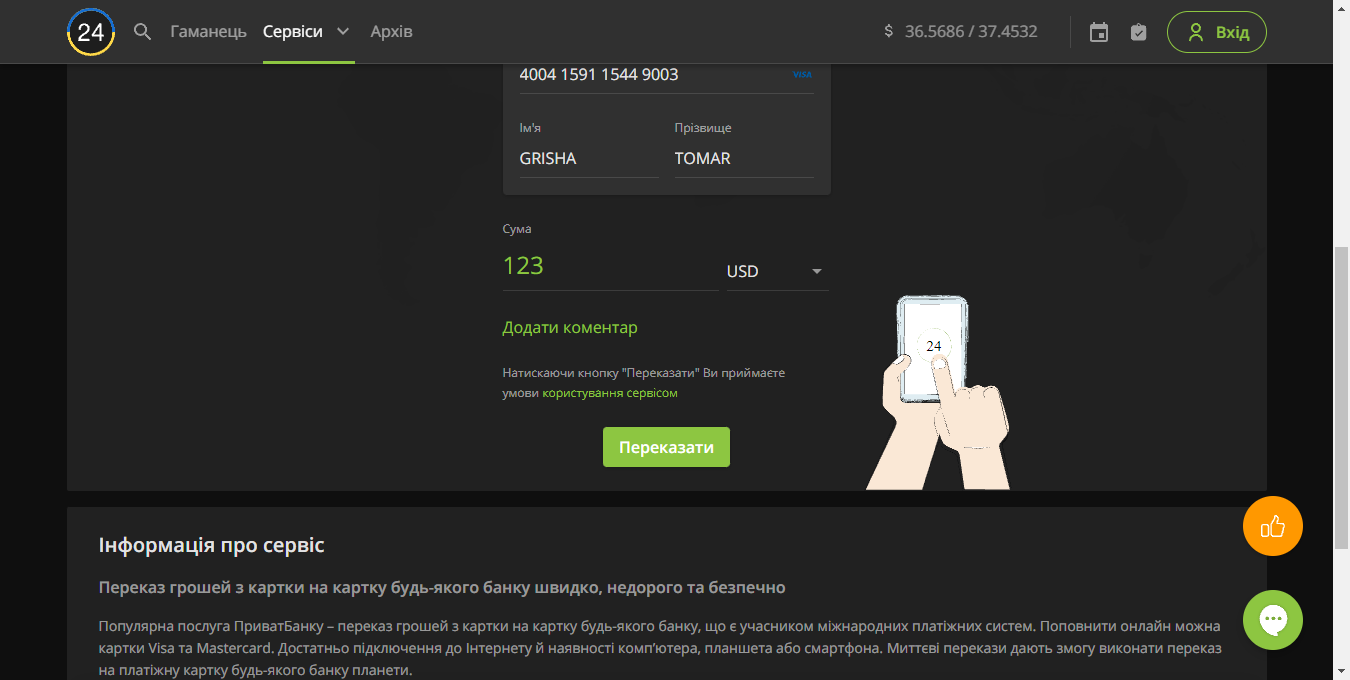 24 Гаманець Сервіси Архів $ 36.5686 / 37.4532 Вхід
4004 1591 1544 9003 VISA
Ім'я Прізвище
GRISHA TOMAR
Сума
123 USD
Додати коментар
24
Натискаючи кнопку "Переказати" Ви приймаєте
умови користування сервісом
Переказати
Інформація про сервіс
Переказ грошей з картки на картку будь-якого банку швидко, недорого та безпечно
Популярна послуга ПриватБанку – переказ грошей з картки на картку будь-якого банку, що є учасником міжнародних платіжних систем. Поповнити онлайн можна
картки Visa та Mastercard. Достатньо підключення до Інтернету й наявності комп’ютера, планшета або смартфона. Миттєві перекази дають змогу виконати переказ
на платіжну картку будь-якого банку планети.